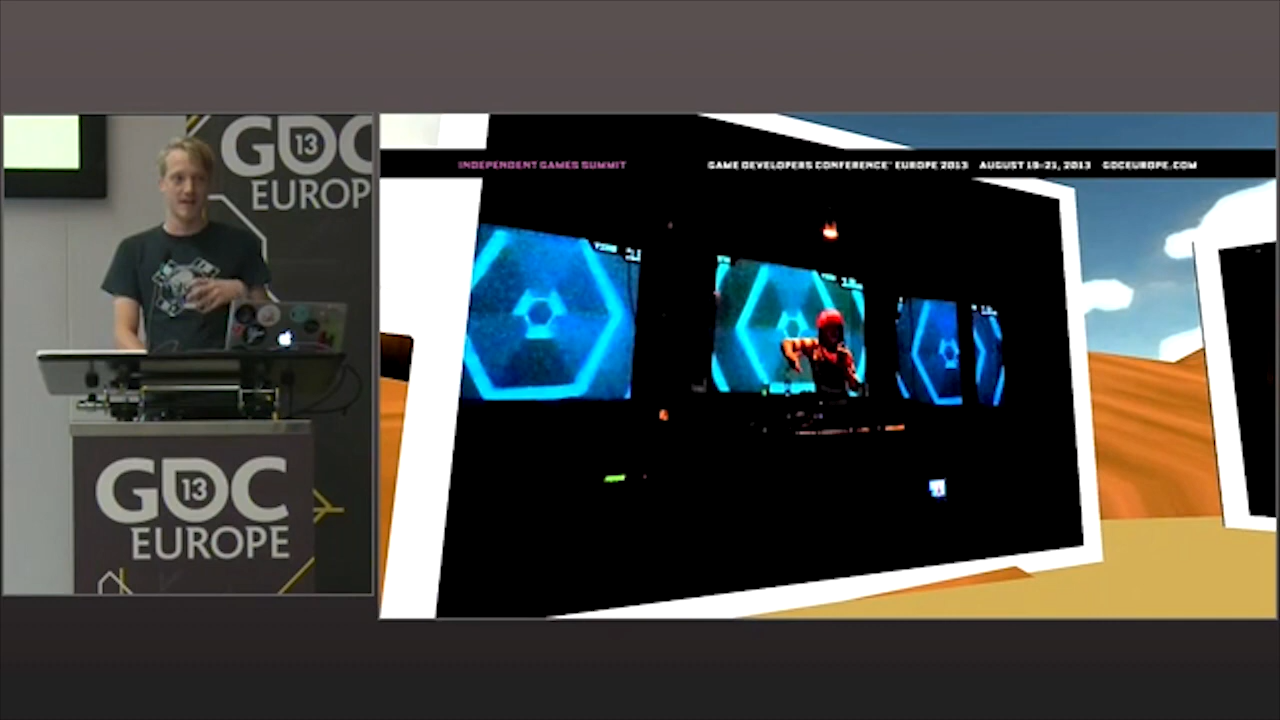 GDC 13
EUROP
INDEPENDENT GAMES SUMMIT
GAME DEVELOPERS CONFERENCE EUROPE 2013 AUGUST 19-21, 2013 GDCEUROPE.COM
GDC 13
EUROPE